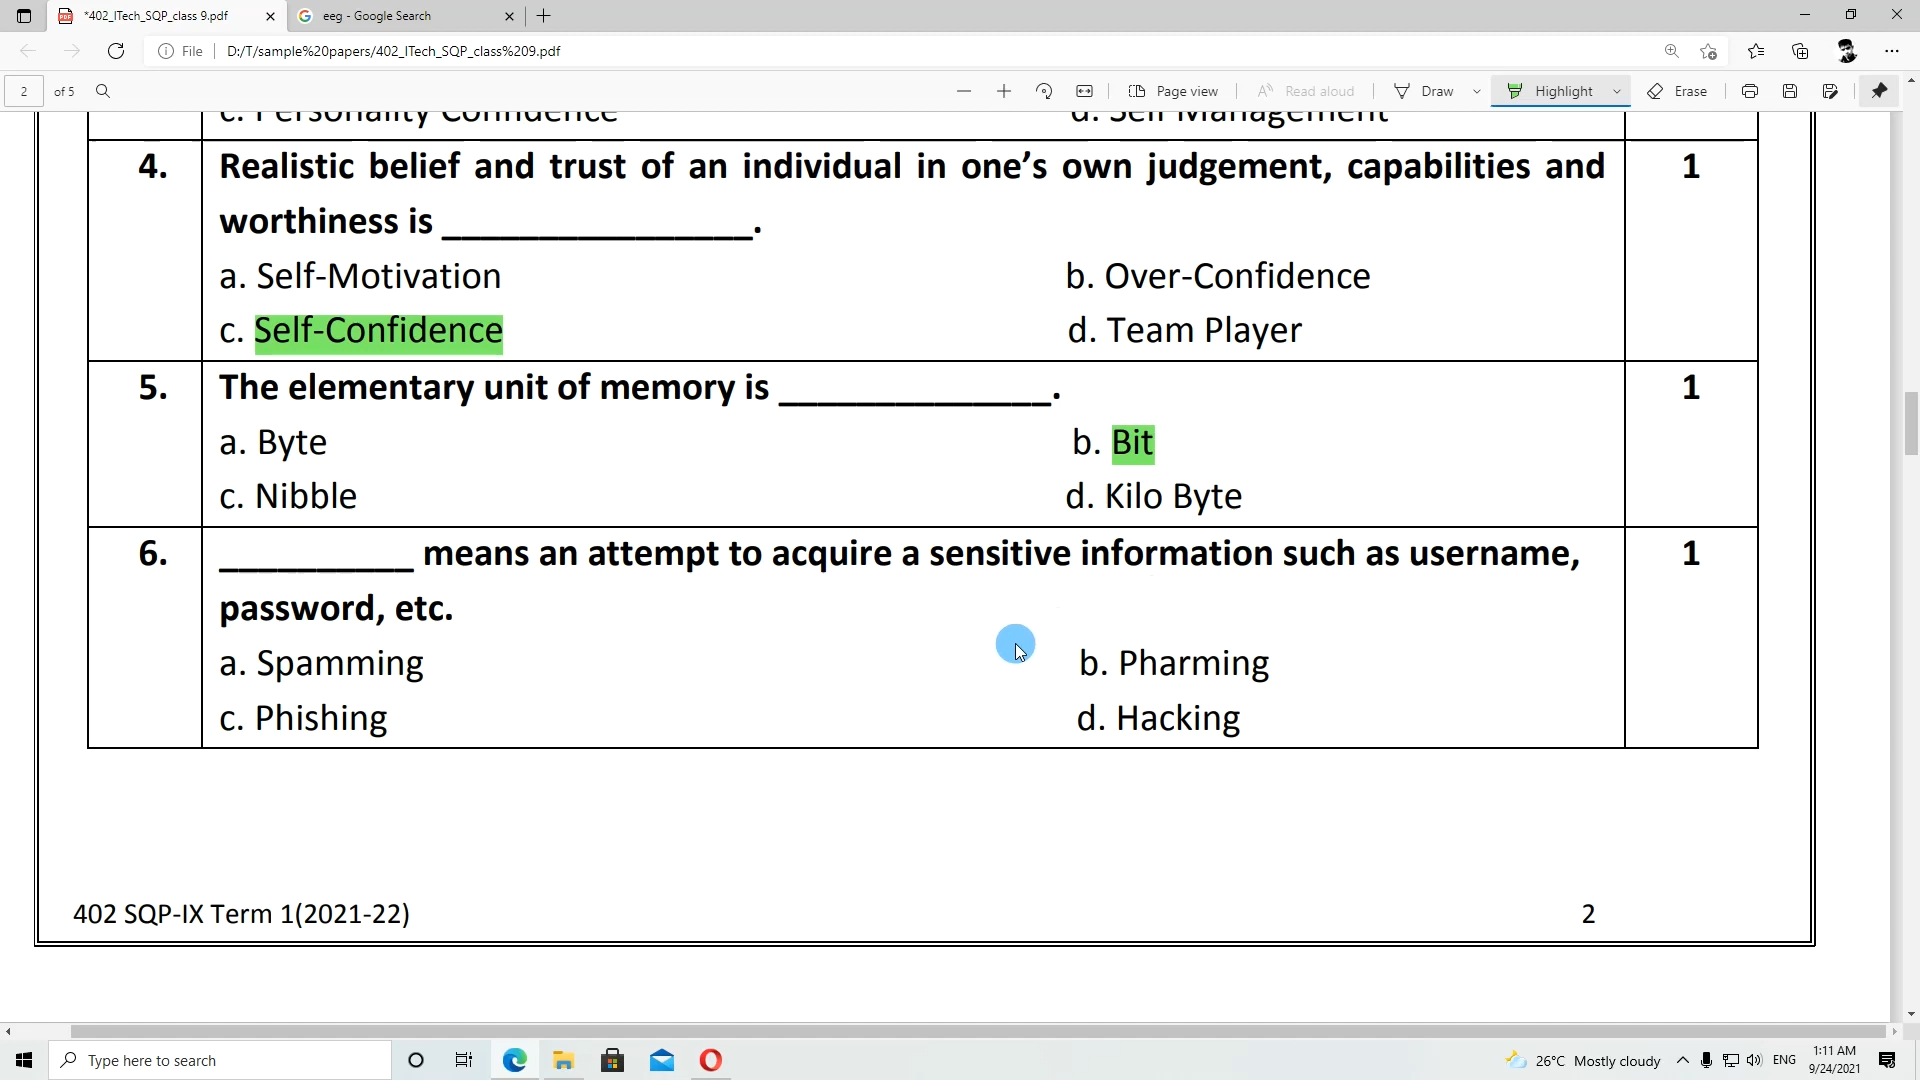 *402_ITech_SQP_class 9.pdf
eeg - Google Search
File
D:/T/sample%20papers/402_ITech_SQP_class%209.pdf
2 of 5
Page view
Read aloud
Draw
Highlight
Erase
c. Personality Confidence d. Self Management
4. Realistic belief and trust of an individual in one’s own judgement, capabilities and 1
worthiness is ________________.
a. Self-Motivation b. Over-Confidence
c. Self-Confidence d. Team Player
5. The elementary unit of memory is ______________. 1
a. Byte b. Bit
c. Nibble d. Kilo Byte
6. __________ means an attempt to acquire a sensitive information such as username, 1
password, etc.
a. Spamming b. Pharming
c. Phishing d. Hacking
402 SQP-IX Term 1(2021-22) 2
Type here to search
26°C Mostly cloudy
ENG
1:11 AM
9/24/2021